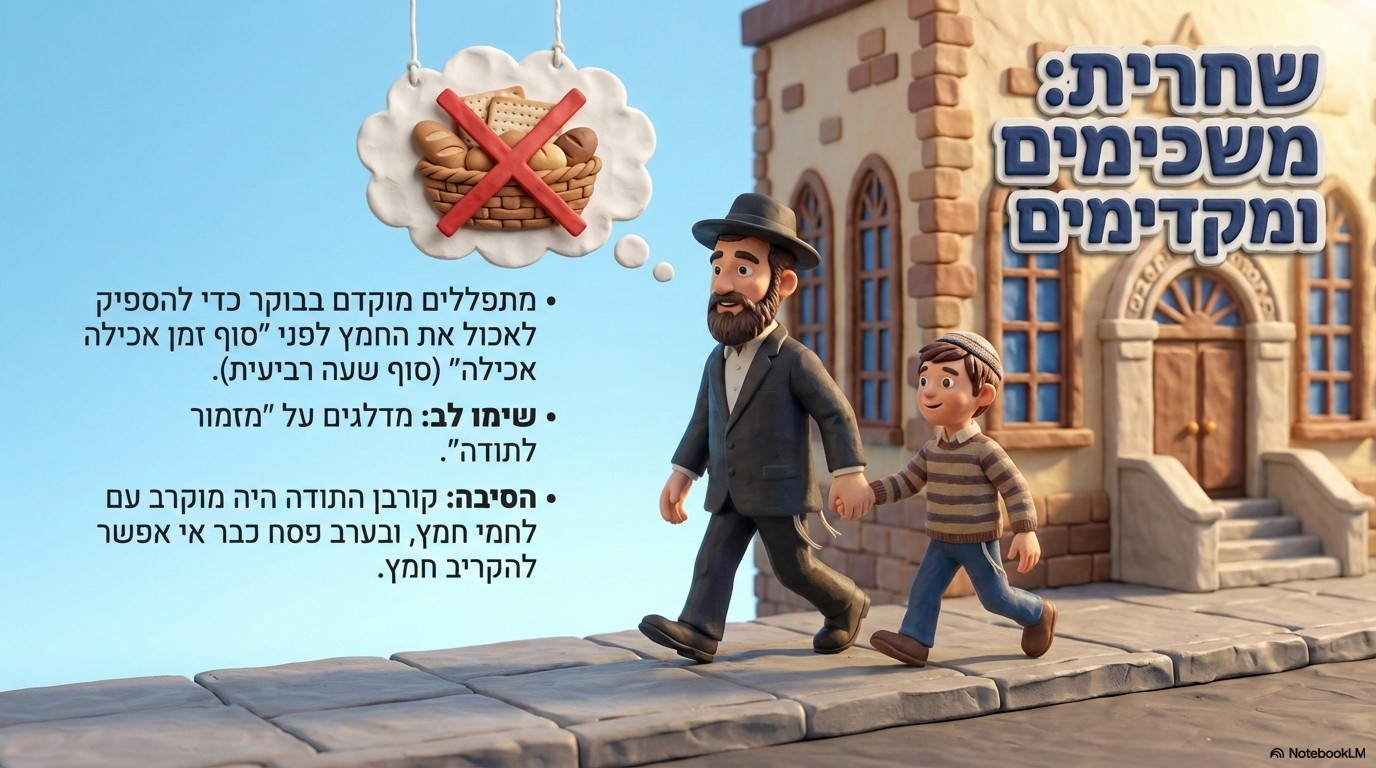 שחרית:
משכימים
ומקדימים
• מתפללים מוקדם בבוקר כדי להספיק
לאכול את החמץ לפני "סוף זמן אכילה
אכילה" (סוף שעה רביעית).
• שימו לב: מדלגים על "מזמור
לתודה".
• הסיבה: קורבן התודה היה מוקרב עם
לחמי חמץ, ובערב פסח כבר אי אפשר
להקריב חמץ.
NotebookLM